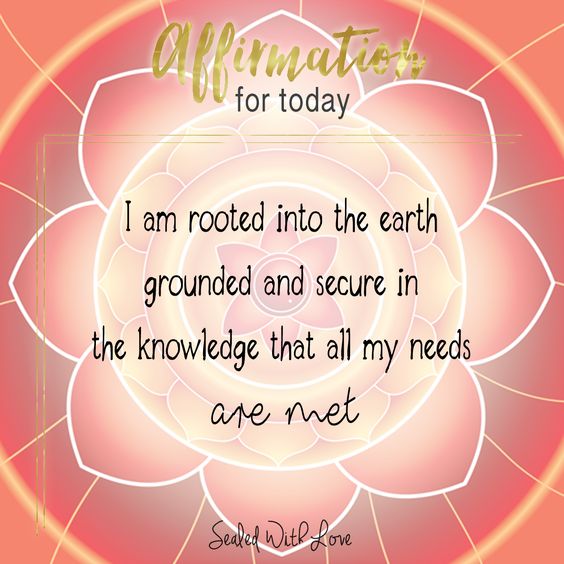 Affirmation
for today
I am rooted into the earth
grounded and secure in
the knowledge that all my needs
are met
Sealed With Love